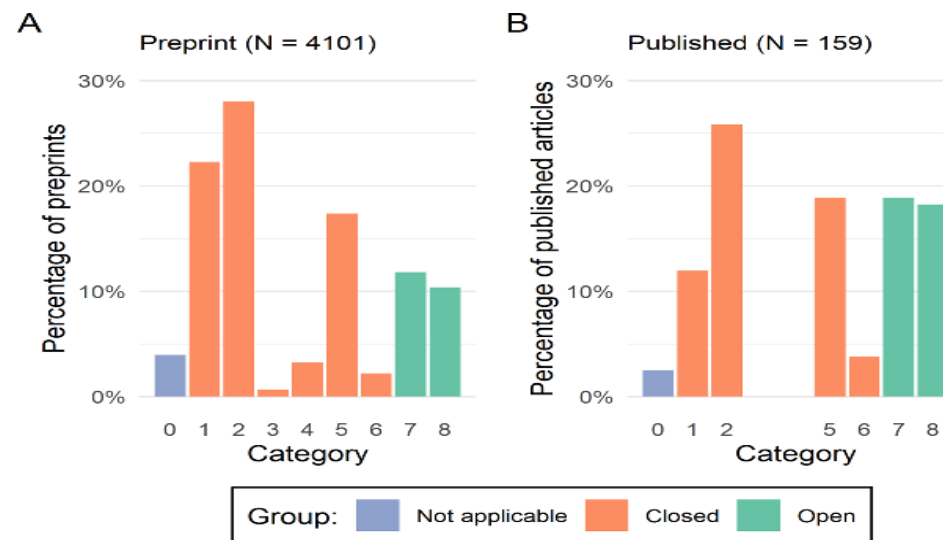 A
B
Preprint (N = 4101)
Published (N = 159)
Percentage of preprints
30%
20%
10%
0%
0 1 2 3 4 5 6 7 8
Category
Percentage of published articles
30%
20%
10%
0%
0 1 2 5 6 7 8
Category
Group: Not applicable Closed Open